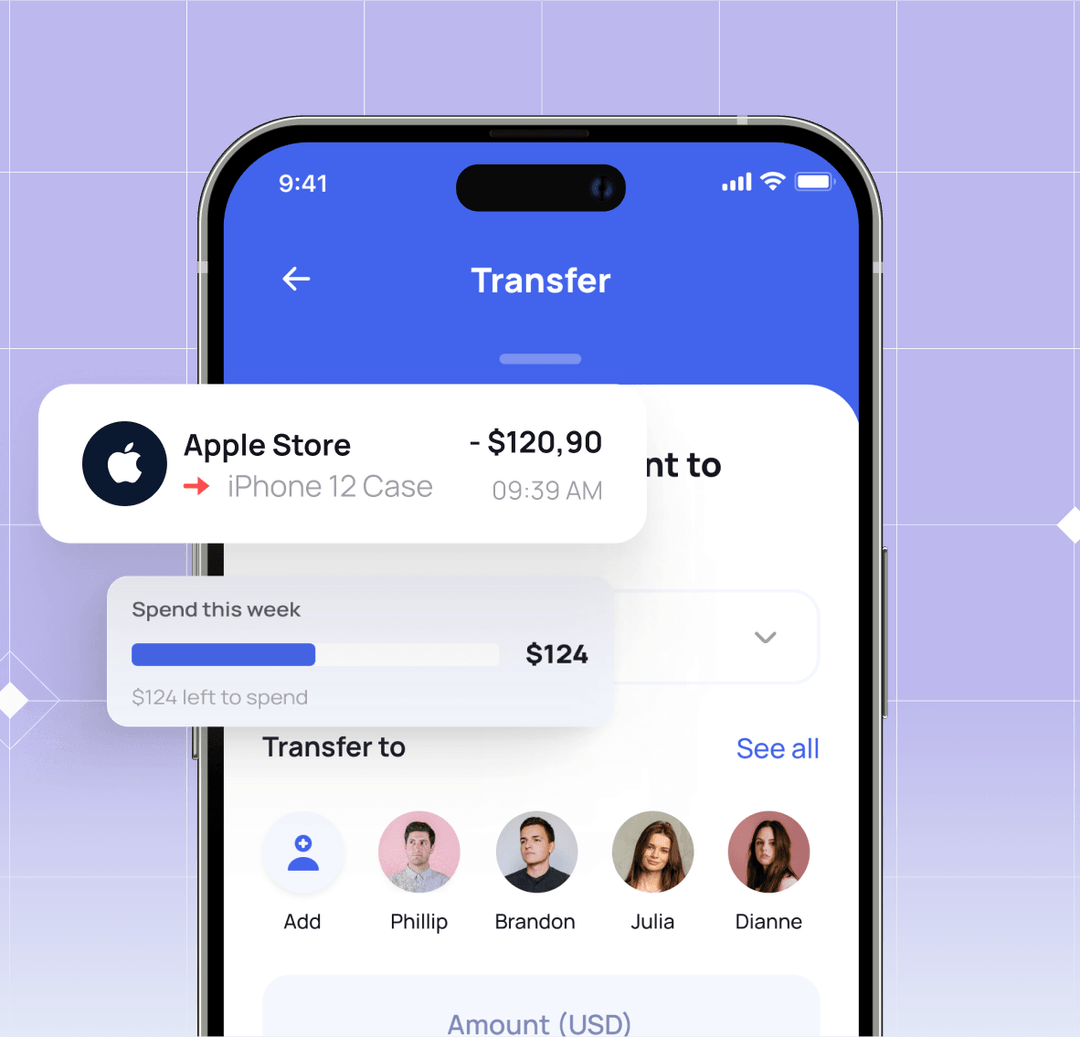 9:41
Transfer
Apple Store
- $120,90
iPhone 12 Case
09:39 AM
to
Spend this week
$124
$124 left to spend
Transfer to
See all
Add
Phillip
Brandon
Julia
Dianne
Amount (USD)